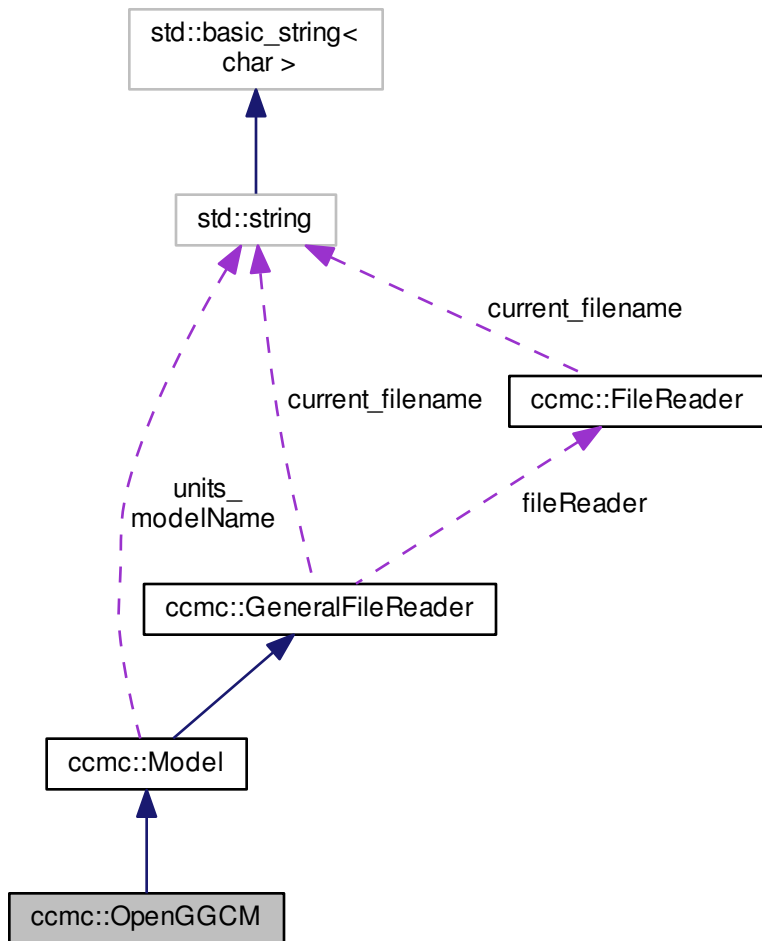 std::basic_string<
char >
std::string
current_filename
ccmc::FileReader
current_filename
units_
modelName
fileReader
ccmc::GeneralFileReader
ccmc::Model
ccmc::OpenGGCM